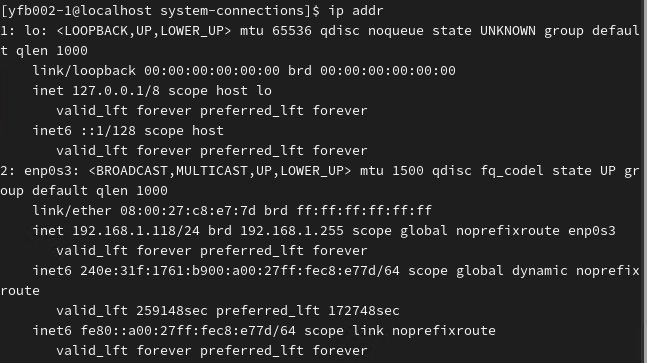 [yfb002-1@localhost system-connections]$ ip addr
1: lo: <LOOPBACK,UP,LOWER_UP> mtu 65536 qdisc noqueue state UNKNOWN group defaul
t qlen 1000
    link/loopback 00:00:00:00:00:00 brd 00:00:00:00:00:00
    inet 127.0.0.1/8 scope host lo
       valid_lft forever preferred_lft forever
    inet6 ::1/128 scope host
       valid_lft forever preferred_lft forever
2: enp0s3: <BROADCAST,MULTICAST,UP,LOWER_UP> mtu 1500 qdisc fq_codel state UP gr
oup default qlen 1000
    link/ether 08:00:27:c8:e7:7d brd ff:ff:ff:ff:ff:ff
    inet 192.168.1.118/24 brd 192.168.1.255 scope global noprefixroute enp0s3
       valid_lft forever preferred_lft forever
    inet6 240e:31f:1761:b900:a00:27ff:fec8:e77d/64 scope global dynamic noprefix
route
       valid_lft 259148sec preferred_lft 172748sec
    inet6 fe80::a00:27ff:fec8:e77d/64 scope link noprefixroute
       valid_lft forever preferred_lft forever